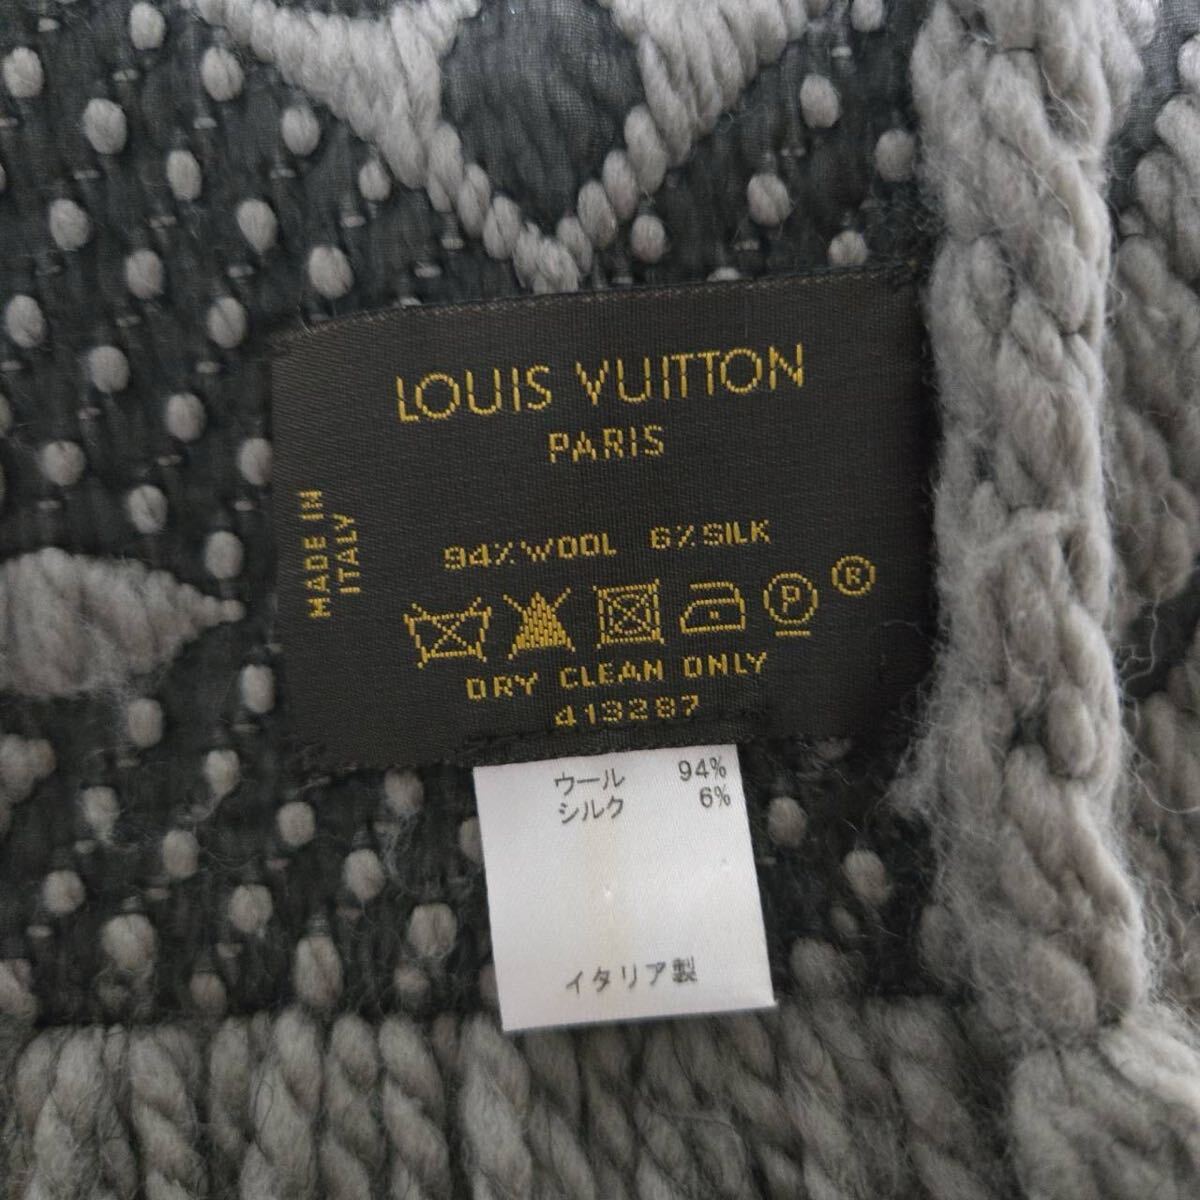 LOUIS VUITTON
PARIS
MADE IN
ITALY
94% WOOL 6% SILK
P
®
DRY CLEAN ONLY
413287
ウール 94%
シルク 6%
イタリア製